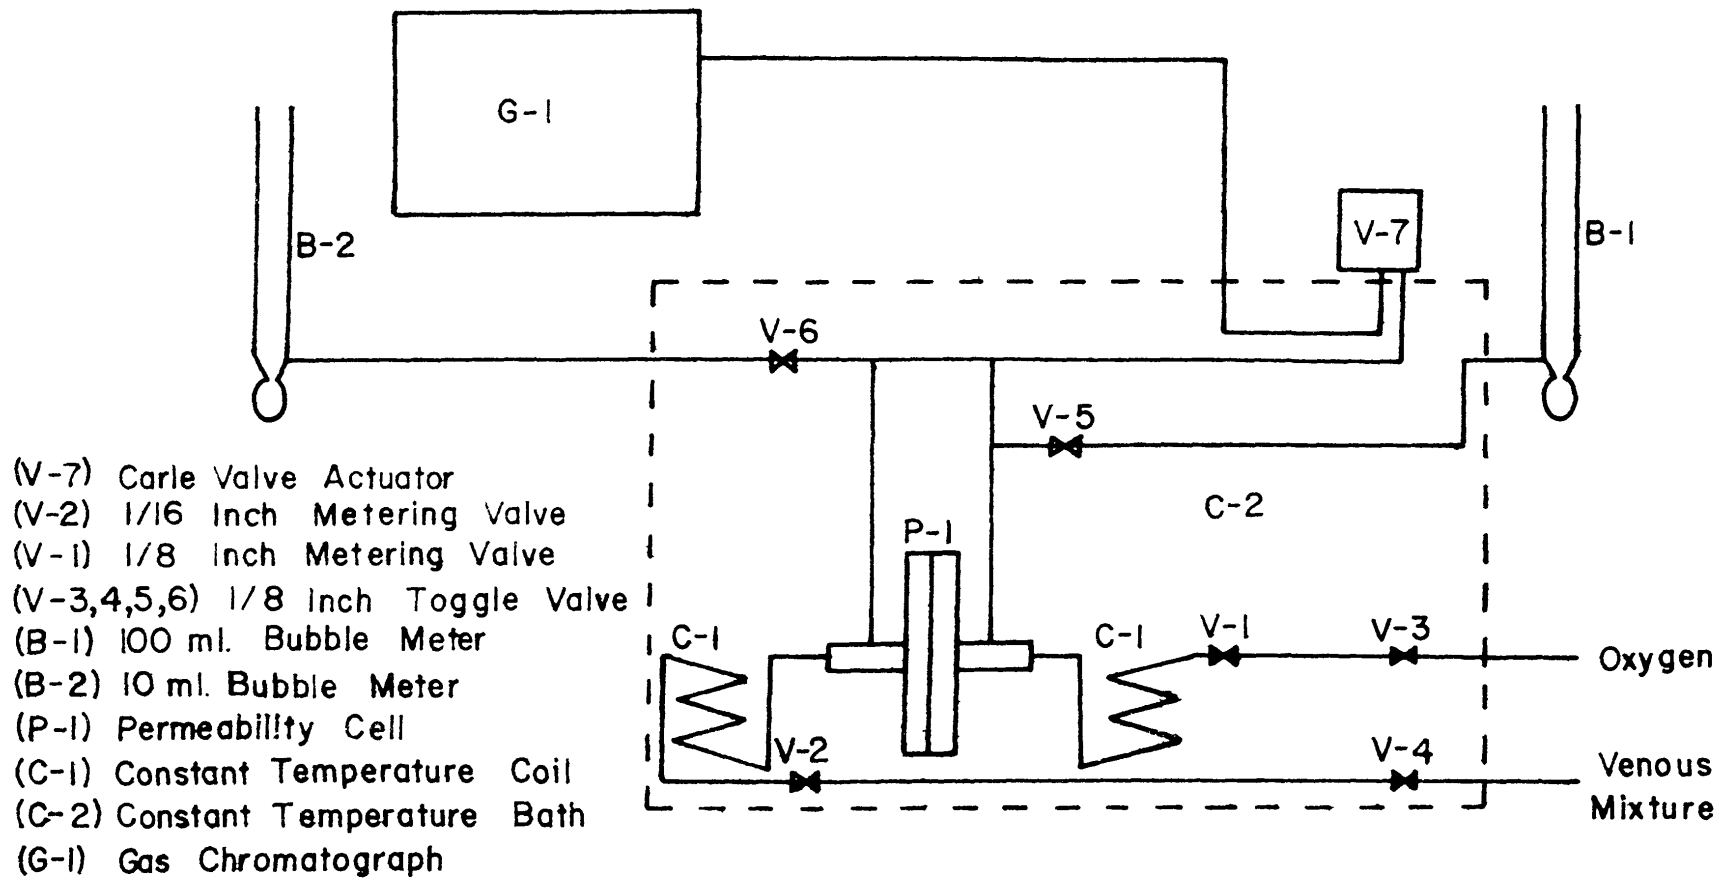 G-1
V-7
B-2
B-1
V-6
V-5
(V-7) Carle Valve Actuator
(V-2) 1/16 Inch Metering Valve
(V-1) 1/8 Inch Metering Valve
(V-3,4,5,6) 1/8 Inch Toggle Valve
(B-1) 100 ml. Bubble Meter
(B-2) 10 ml. Bubble Meter
(P-1) Permeability Cell
(C-1) Constant Temperature Coil
(C-2) Constant Temperature Bath
(G-1) Gas Chromatograph
C-2
P-1
C-1
C-1
V-1
V-3
Oxygen
V-2
V-4
Venous
Mixture